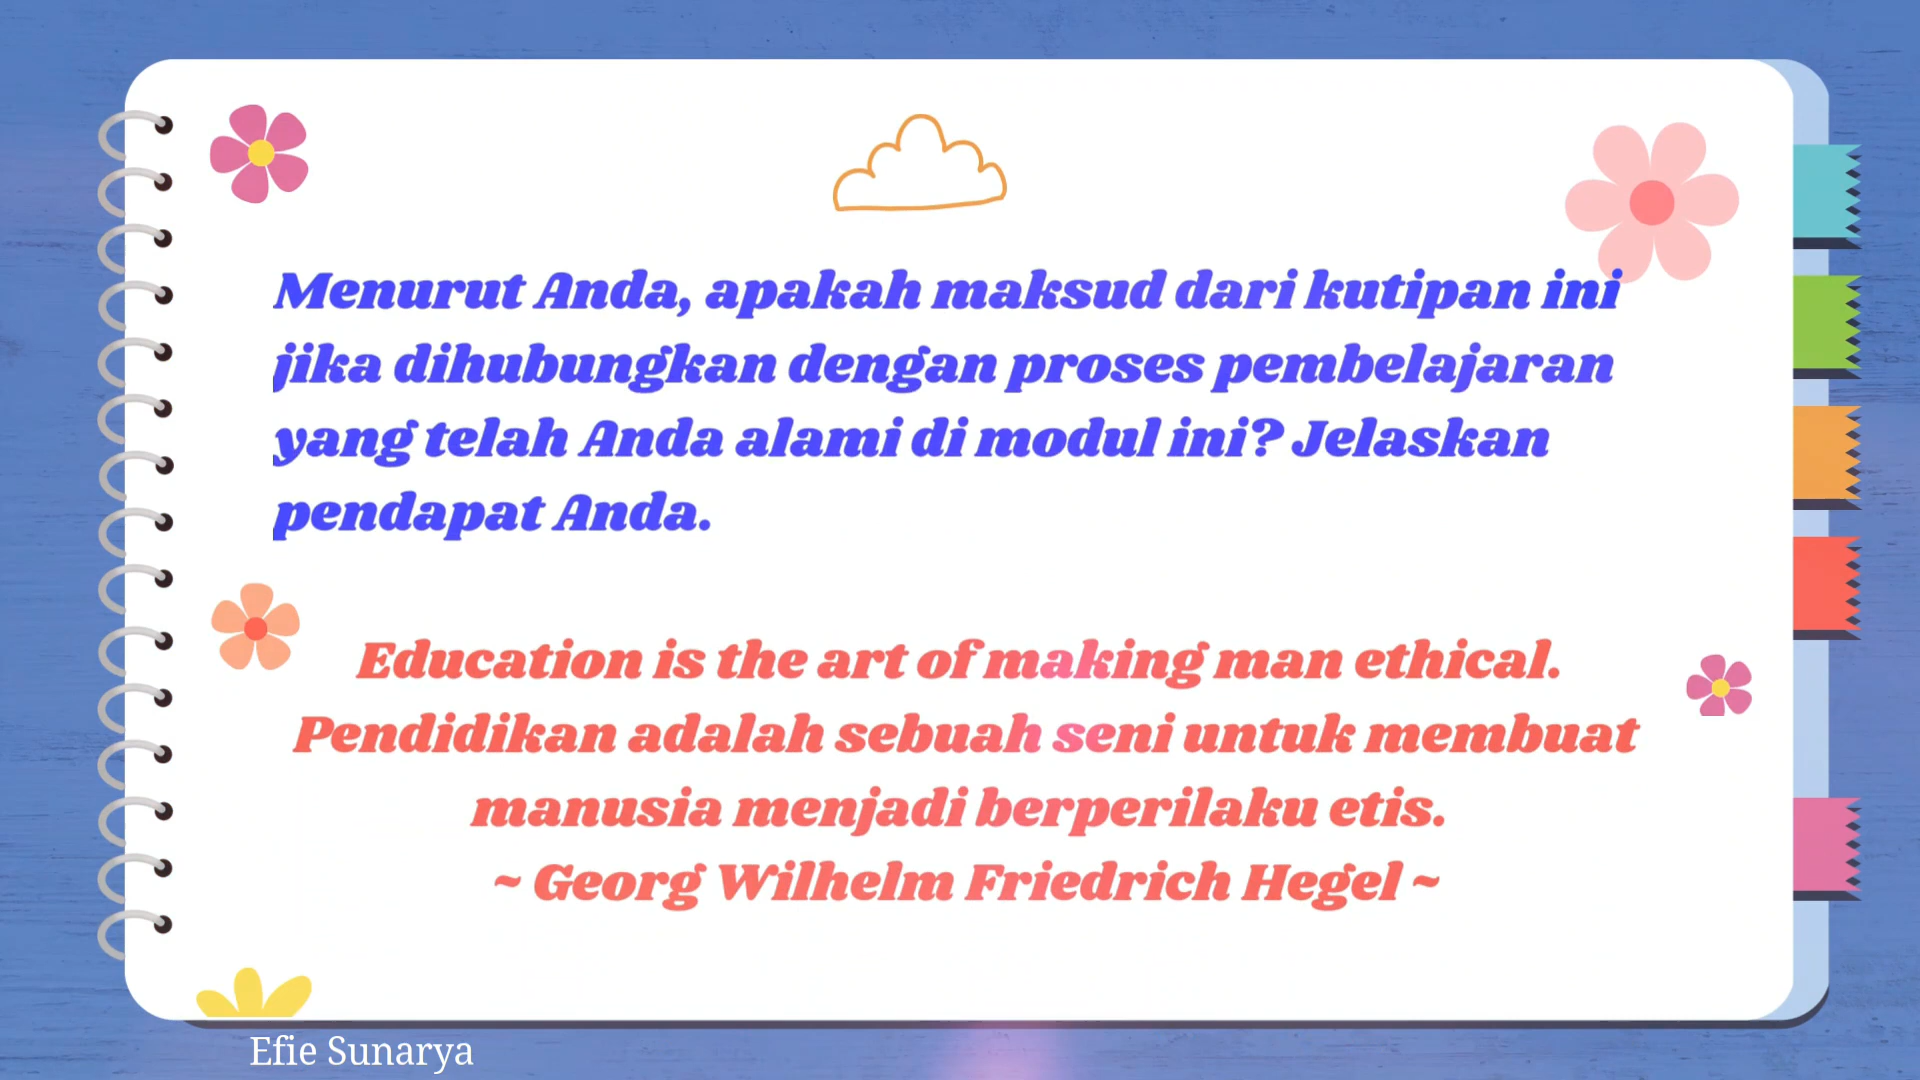 Menurut Anda, apakah maksud dari kutipan ini
jika dihubungkan dengan proses pembelajaran
yang telah Anda alami di modul ini? Jelaskan
pendapat Anda.
Education is the art of making man ethical.
Pendidikan adalah sebuah seni untuk membuat
manusia menjadi berperilaku etis.
~ Georg Wilhelm Friedrich Hegel ~
Efie Sunarya